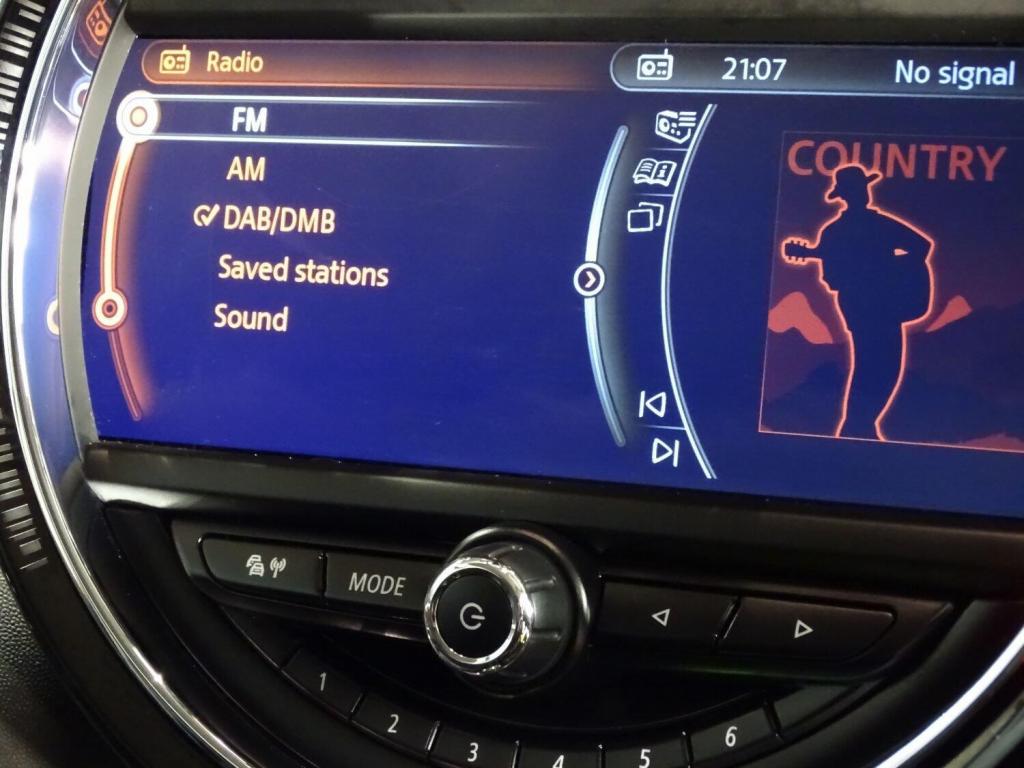 Radio
21:07
No signal
FM
AM
DAB/DMB
Saved stations
Sound
COUNTRY
MODE
1
2
3
4
5
6